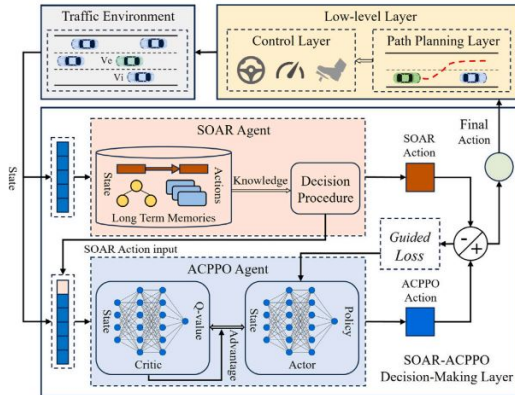 Traffic Environment
Ve
Vi
Low-level Layer
Control Layer
Path Planning Layer
State
SOAR Agent
State
Actions
Long Term Memories
Knowledge
Decision
Procedure
SOAR
Action
Final
Action
SOAR Action input
Guided
Loss
-
+
ACPPO Agent
State
Q-value
Critic
Advantage
State
Policy
Actor
ACPPO
Action
SOAR-ACPPO
Decision-Making Layer